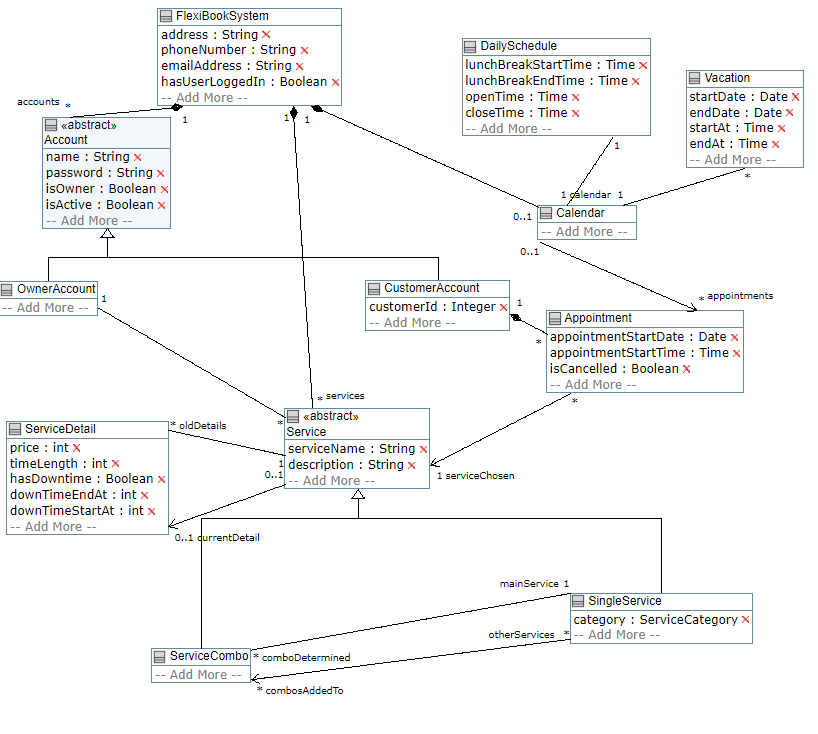 FlexiBookSystem
address : String
phoneNumber : String
emailAddress : String
hasUserLoggedIn : Boolean
-- Add More --
DailySchedule
lunchBreakStartTime : Time
lunchBreakEndTime : Time
openTime : Time
closeTime : Time
-- Add More --
Vacation
startDate : Date
endDate : Date
startAt : Time
endAt : Time
-- Add More --
accounts *
1
1
1
«abstract»
Account
name : String
password : String
isOwner : Boolean
isActive : Boolean
-- Add More --
1
*
1 calendar 1
0..1
Calendar
-- Add More --
0..1
* appointments
OwnerAccount
-- Add More --
1
CustomerAccount
customerId : Integer
-- Add More --
1
*
Appointment
appointmentStartDate : Date
appointmentStartTime : Time
isCancelled : Boolean
-- Add More --
*
* services
*
«abstract»
Service
serviceName : String
description : String
-- Add More --
1 serviceChosen
ServiceDetail
price : int
timeLength : int
hasDowntime : Boolean
downTimeEndAt : int
downTimeStartAt : int
-- Add More --
* oldDetails
1
0..1
0..1 currentDetail
mainService 1
SingleService
category : ServiceCategory
-- Add More --
otherServices *
ServiceCombo
-- Add More --
* comboDetermined
* combosAddedTo